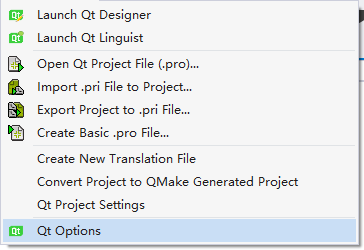 Launch Qt Designer
Launch Qt Linguist
Open Qt Project File (.pro)...
Import .pri File to Project...
Export Project to .pri File...
Create Basic .pro File...
Create New Translation File
Convert Project to QMake Generated Project
Qt Project Settings
Qt Options